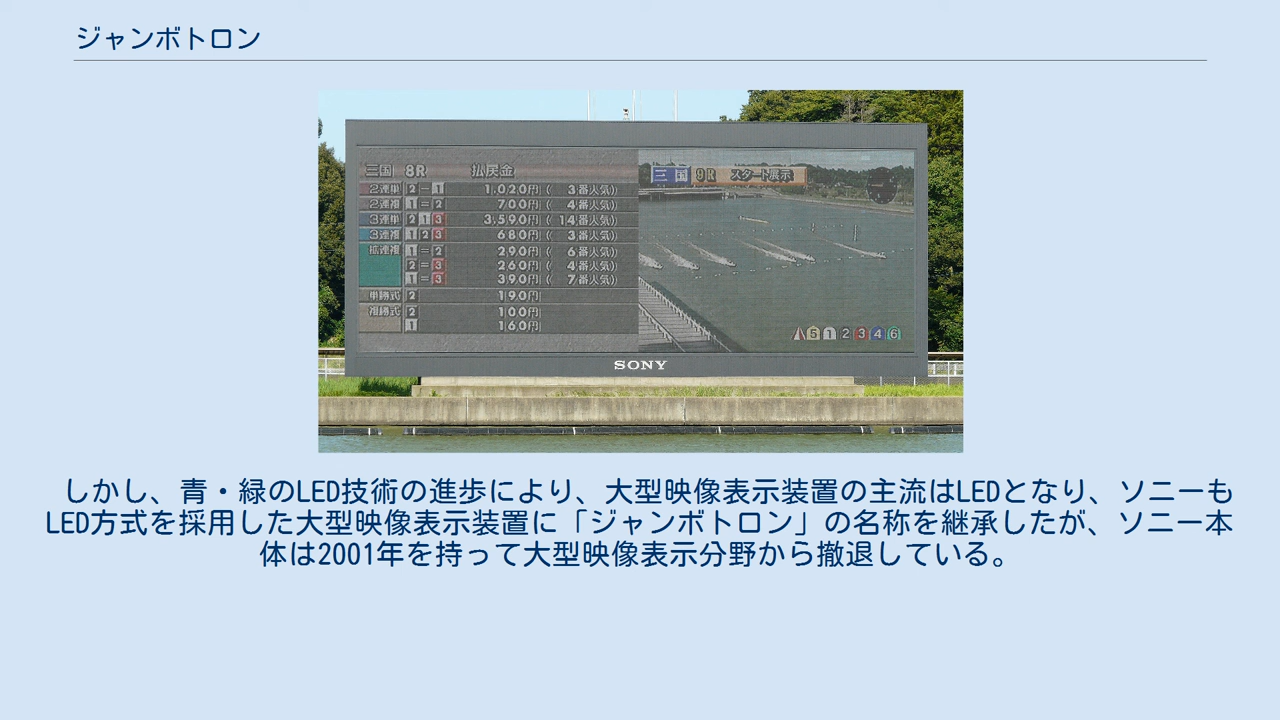 ジャンボトロン
三国 8R 払戻金
2連単 2-1 1,020円( 3番人気)
2連複 1=2 700円( 4番人気)
3連単 2 1 3 3,590円( 14番人気)
3連複 1 2 3 680円( 3番人気)
拡連複 1=2 290円( 6番人気)
2=3 260円( 4番人気)
1=3 390円( 7番人気)
単勝式 2 190円
複勝式 2 100円
1 160円
三国 9R スタート展示
5 1 2 3 4 6
SONY
しかし、青・緑のLED技術の進歩により、大型映像表示装置の主流はLEDとなり、ソニーも
LED方式を採用した大型映像表示装置に「ジャンボトロン」の名称を継承したが、ソニー本
体は2001年を持って大型映像表示分野から撤退している。